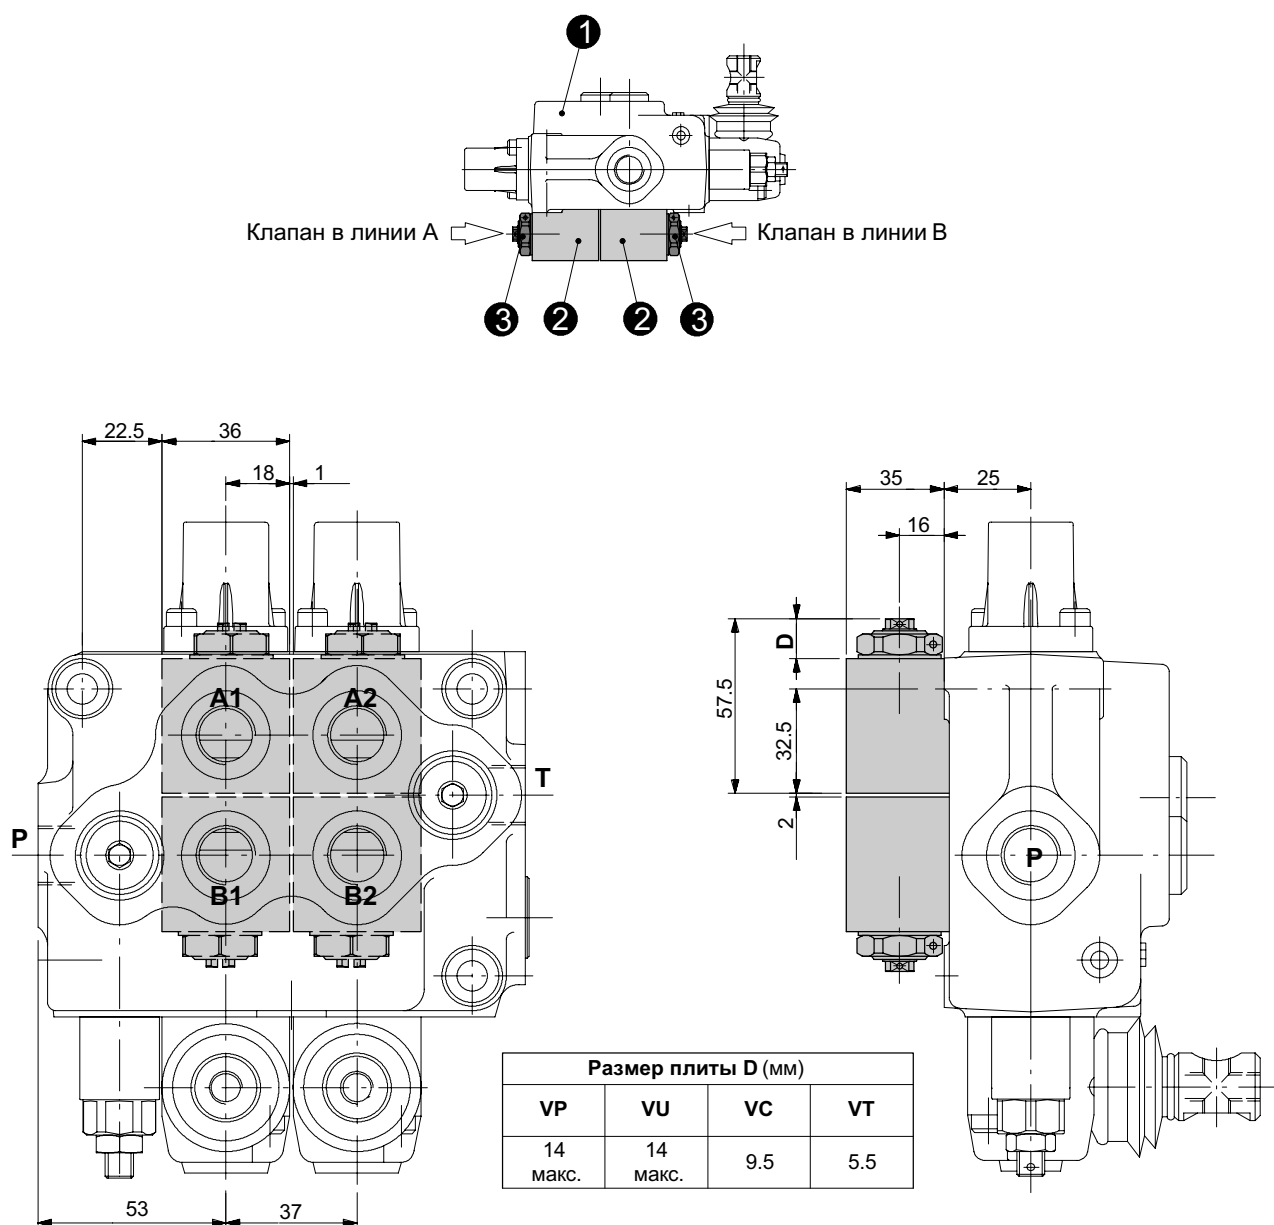 1
Клапан в линии А
Клапан в линии В
3
2
2
3
22.5
36
18
1
35
25
16
D
57.5
32.5
2
A1
A2
T
P
B1
B2
P
Размер плиты D (мм)
VP VU VC VT
14 макс. 14 макс. 9.5 5.5
53
37